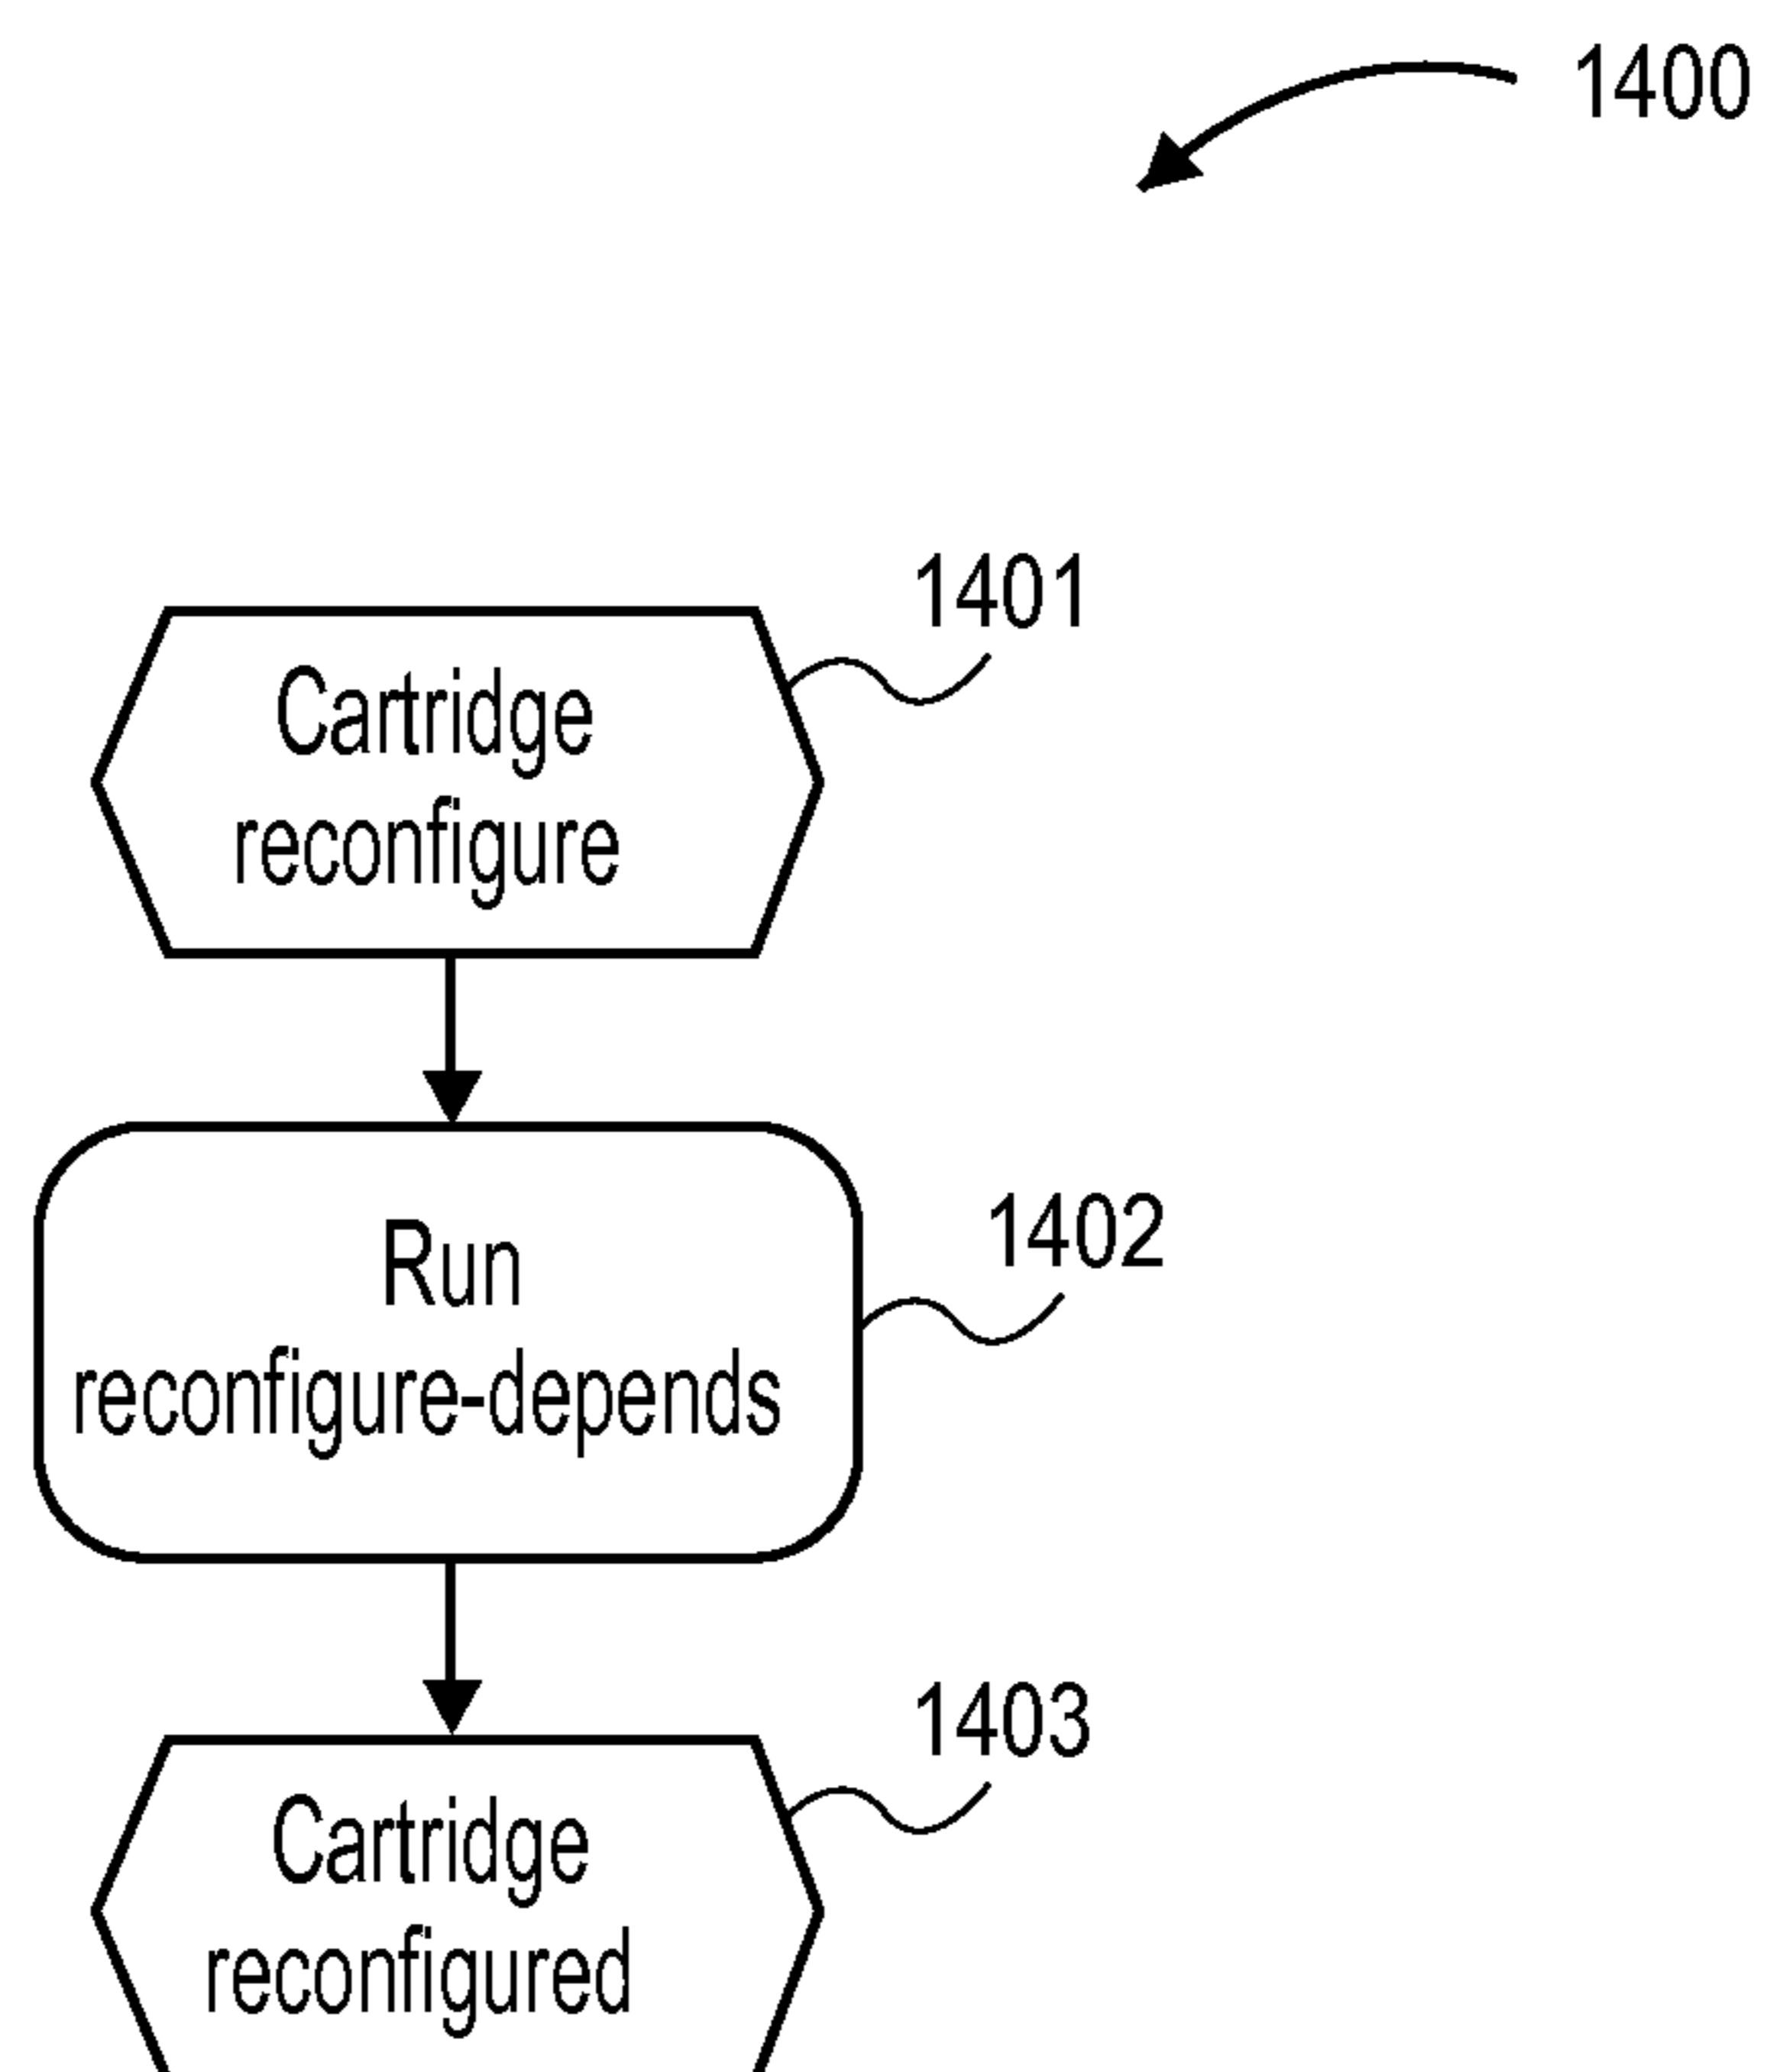 1400
1401
Cartridge
reconfigure
1402
Run
reconfigure-depends
1403
Cartridge
reconfigured